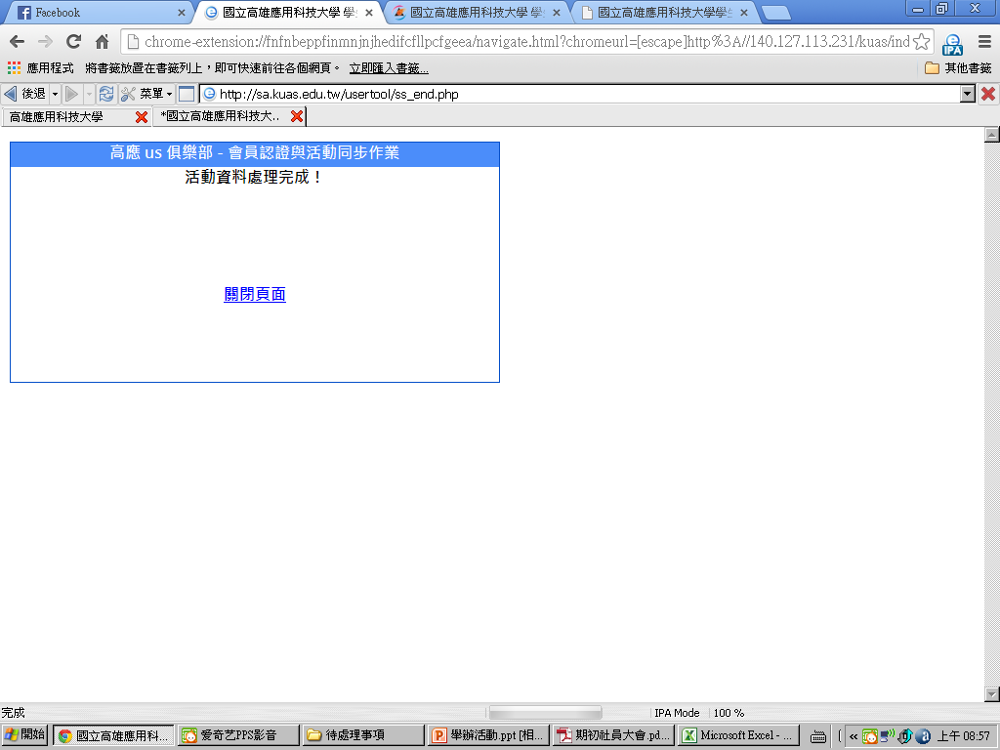 Facebook
國立高雄應用科技大學 學
國立高雄應用科技大學 學
國立高雄應用科技大學學
chrome-extension://fnfnbeppfinmnjnjhedifcfllpcfgeea/navigate.html?chromeurl=[escape]http%3A//140.127.113.231/kuas/ind
IPA
應用程式 將書籤放置在書籤列上，即可快速前往各個網頁。 立即匯入書籤... 其他書籤
後退 菜單 http://sa.kuas.edu.tw/usertool/ss_end.php
高雄應用科技大學 *國立高雄應用科技大..
高應 us 俱樂部 - 會員認證與活動同步作業
活動資料處理完成！
關閉頁面
完成 IPA Mode 100 %
開始 國立高雄應用科... 爱奇艺PPS影音 待處理事項 舉辦活動.ppt [相... 期初社員大會.pd... Microsoft Excel - ... « 上午 08:57